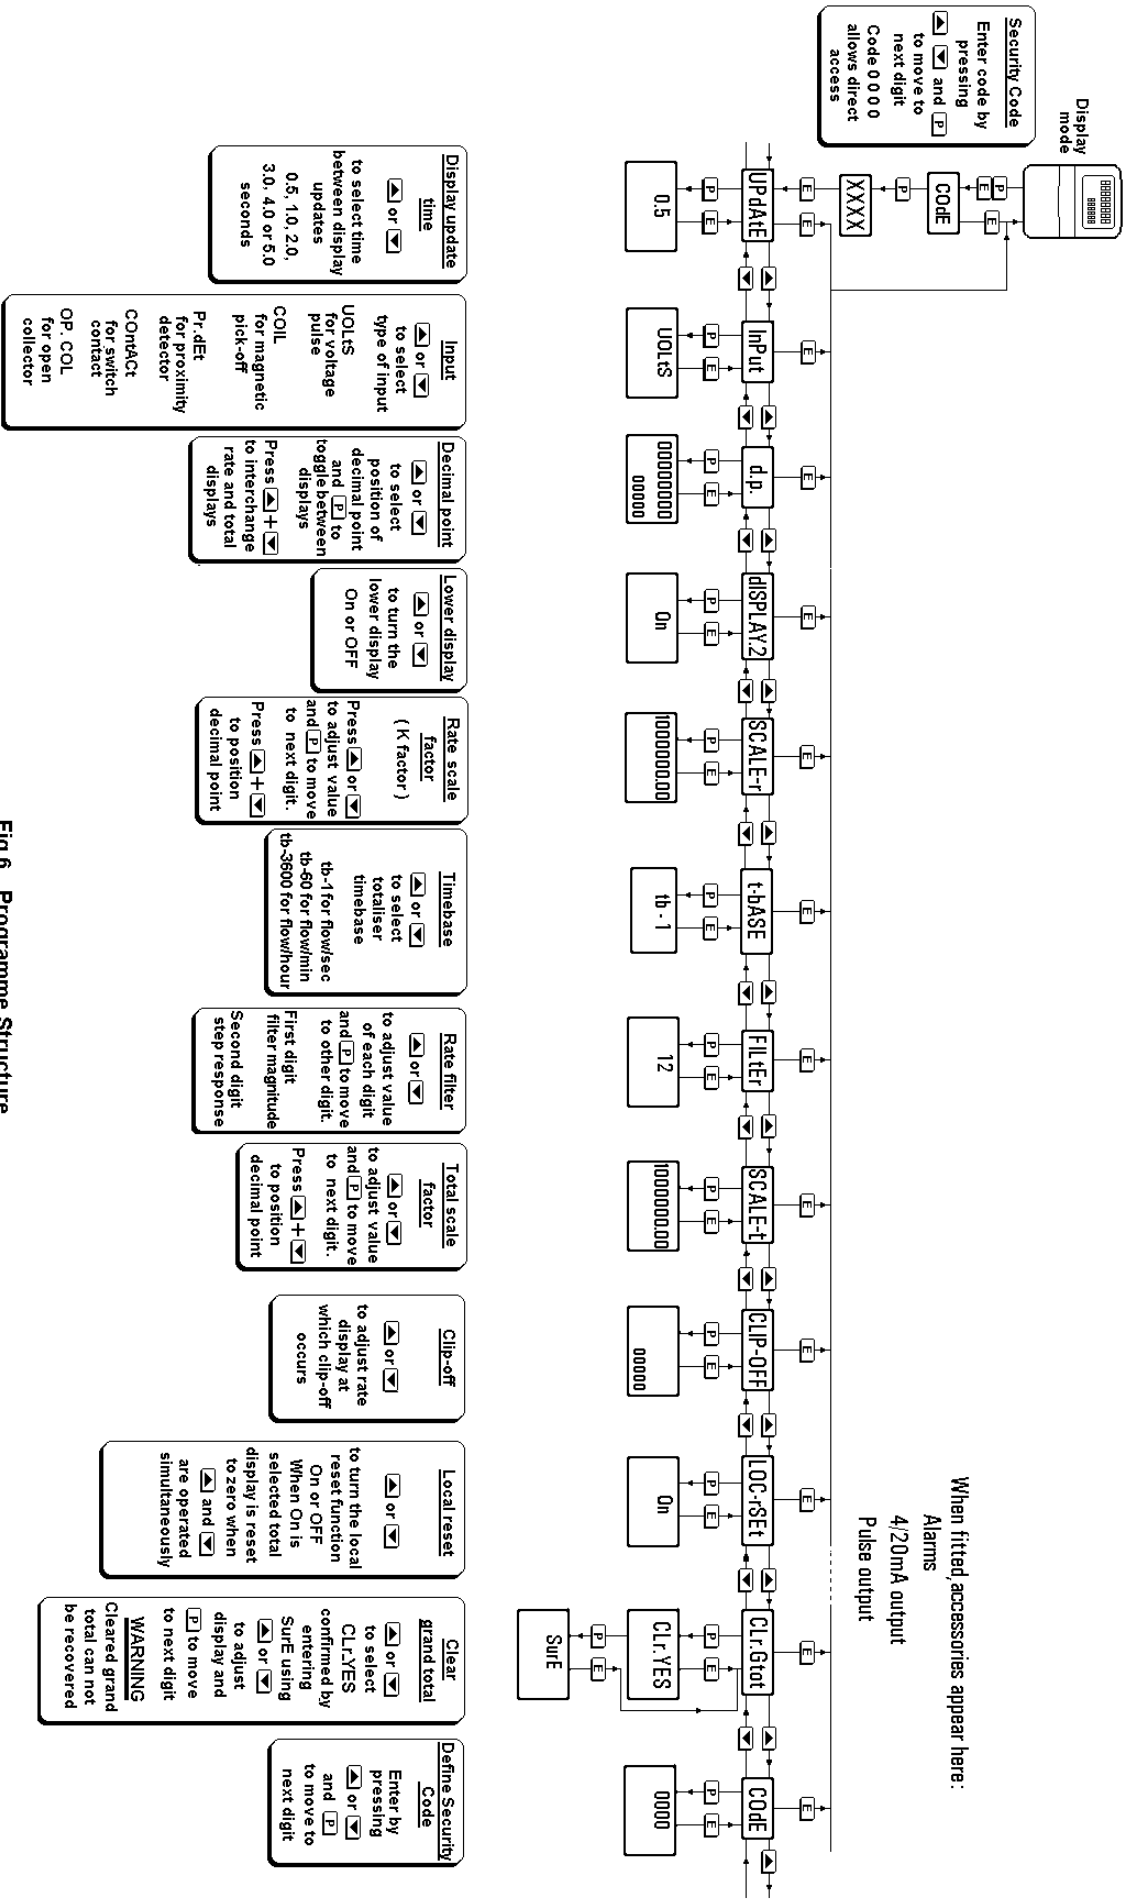 Display
mode
88888888
888888
Security Code
Enter code by
pressing
▲ ▼ and P
to move to
next digit
Code 0 0 0 0
allows direct
access
P
E
E
COdE
P
XXXX
E
When fitted,accessories appear here:
Alarms
4/20mA output
Pulse output
E E E E E E E E E E E E
UPdAtE InPut d.p. dISPLAY.2 SCALE-r t-bASE FILtEr SCALE-t CLIP-OFF LOC-rSEt CLr.Gtot COdE
P E P E P E P E P E P E P E P E P E P E P E P E
0.5
UOLtS
00000000
00000
On
1000000.00
tb - 1
12
1000000.00
00000
On
CLr.YES
0000
P E
SurE
Display update
time
▲ or ▼
to select time
between display
updates
0.5, 1.0, 2.0,
3.0, 4.0 or 5.0
seconds
Input
▲ or ▼
to select
type of input
UOLtS
for voltage
pulse
COIL
for magnetic
pick-off
Pr.dEt
for proximity
detector
COntACt
for switch
contact
OP. COL
for open
collector
Decimal point
▲ or ▼
to select
position of
decimal point
and P to
toggle between
displays
Press ▲+▼
to interchange
rate and total
displays
Lower display
▲ or ▼
to turn the
lower display
On or OFF
Rate scale
factor
( K factor )
Press ▲ or ▼
to adjust value
and P to move
to next digit.
Press ▲+▼
to position
decimal point
Timebase
▲ or ▼
to select
totaliser
timebase
tb-1 for flow/sec
tb-60 for flow/min
tb-3600 for flow/hour
Rate filter
▲ or ▼
to adjust value
of each digit
and P to move
to other digit.
First digit
filter magnitude
Second digit
step response
Total scale
factor
▲ or ▼
to adjust value
and P to move
to next digit.
Press ▲+▼
to position
decimal point
Clip-off
▲ or ▼
to adjust rate
display at
which clip-off
occurs
Local reset
▲ or ▼
to turn the local
reset function
On or OFF
When On is
selected total
display is reset
to zero when
▲ and ▼
are operated
simultaneously
Clear
grand total
▲ or ▼
to select
CLr.YES
confirmed by
entering
SurE using
▲ or ▼
to adjust
display and
P to move
to next digit
WARNING
Cleared grand
total can not
be recovered
Define Security
Code
Enter by
pressing
▲ or ▼
and P
to move to
next digit
Fig 6 Programme Structure